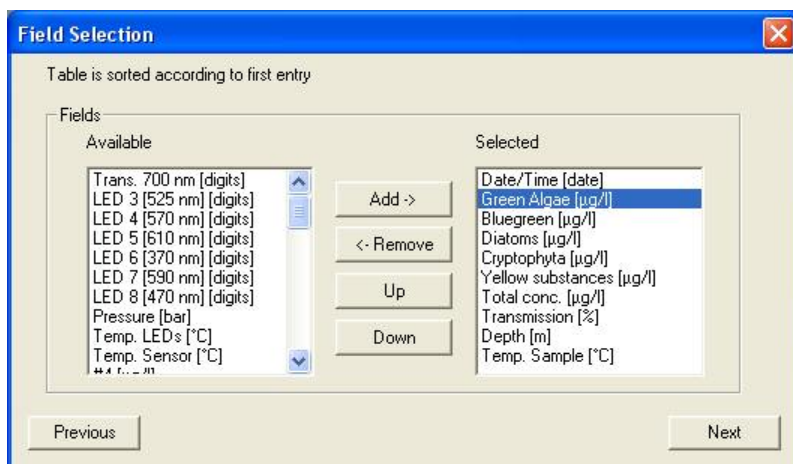 Field Selection
Table is sorted according to first entry
Fields
Available
Trans. 700 nm [digits]
LED 3 [525 nm] [digits]
LED 4 [570 nm] [digits]
LED 5 [610 nm] [digits]
LED 6 [370 nm] [digits]
LED 7 [590 nm] [digits]
LED 8 [470 nm] [digits]
Pressure [bar]
Temp. LEDs [°C]
Temp. Sensor [°C]
Add ->
<- Remove
Up
Down
Selected
Date/Time [date]
Green Algae [µg/l]
Bluegreen [µg/l]
Diatoms [µg/l]
Cryptophyta [µg/l]
Yellow substances [µg/l]
Total conc. [µg/l]
Transmission [%]
Depth [m]
Temp. Sample [°C]
Previous
Next